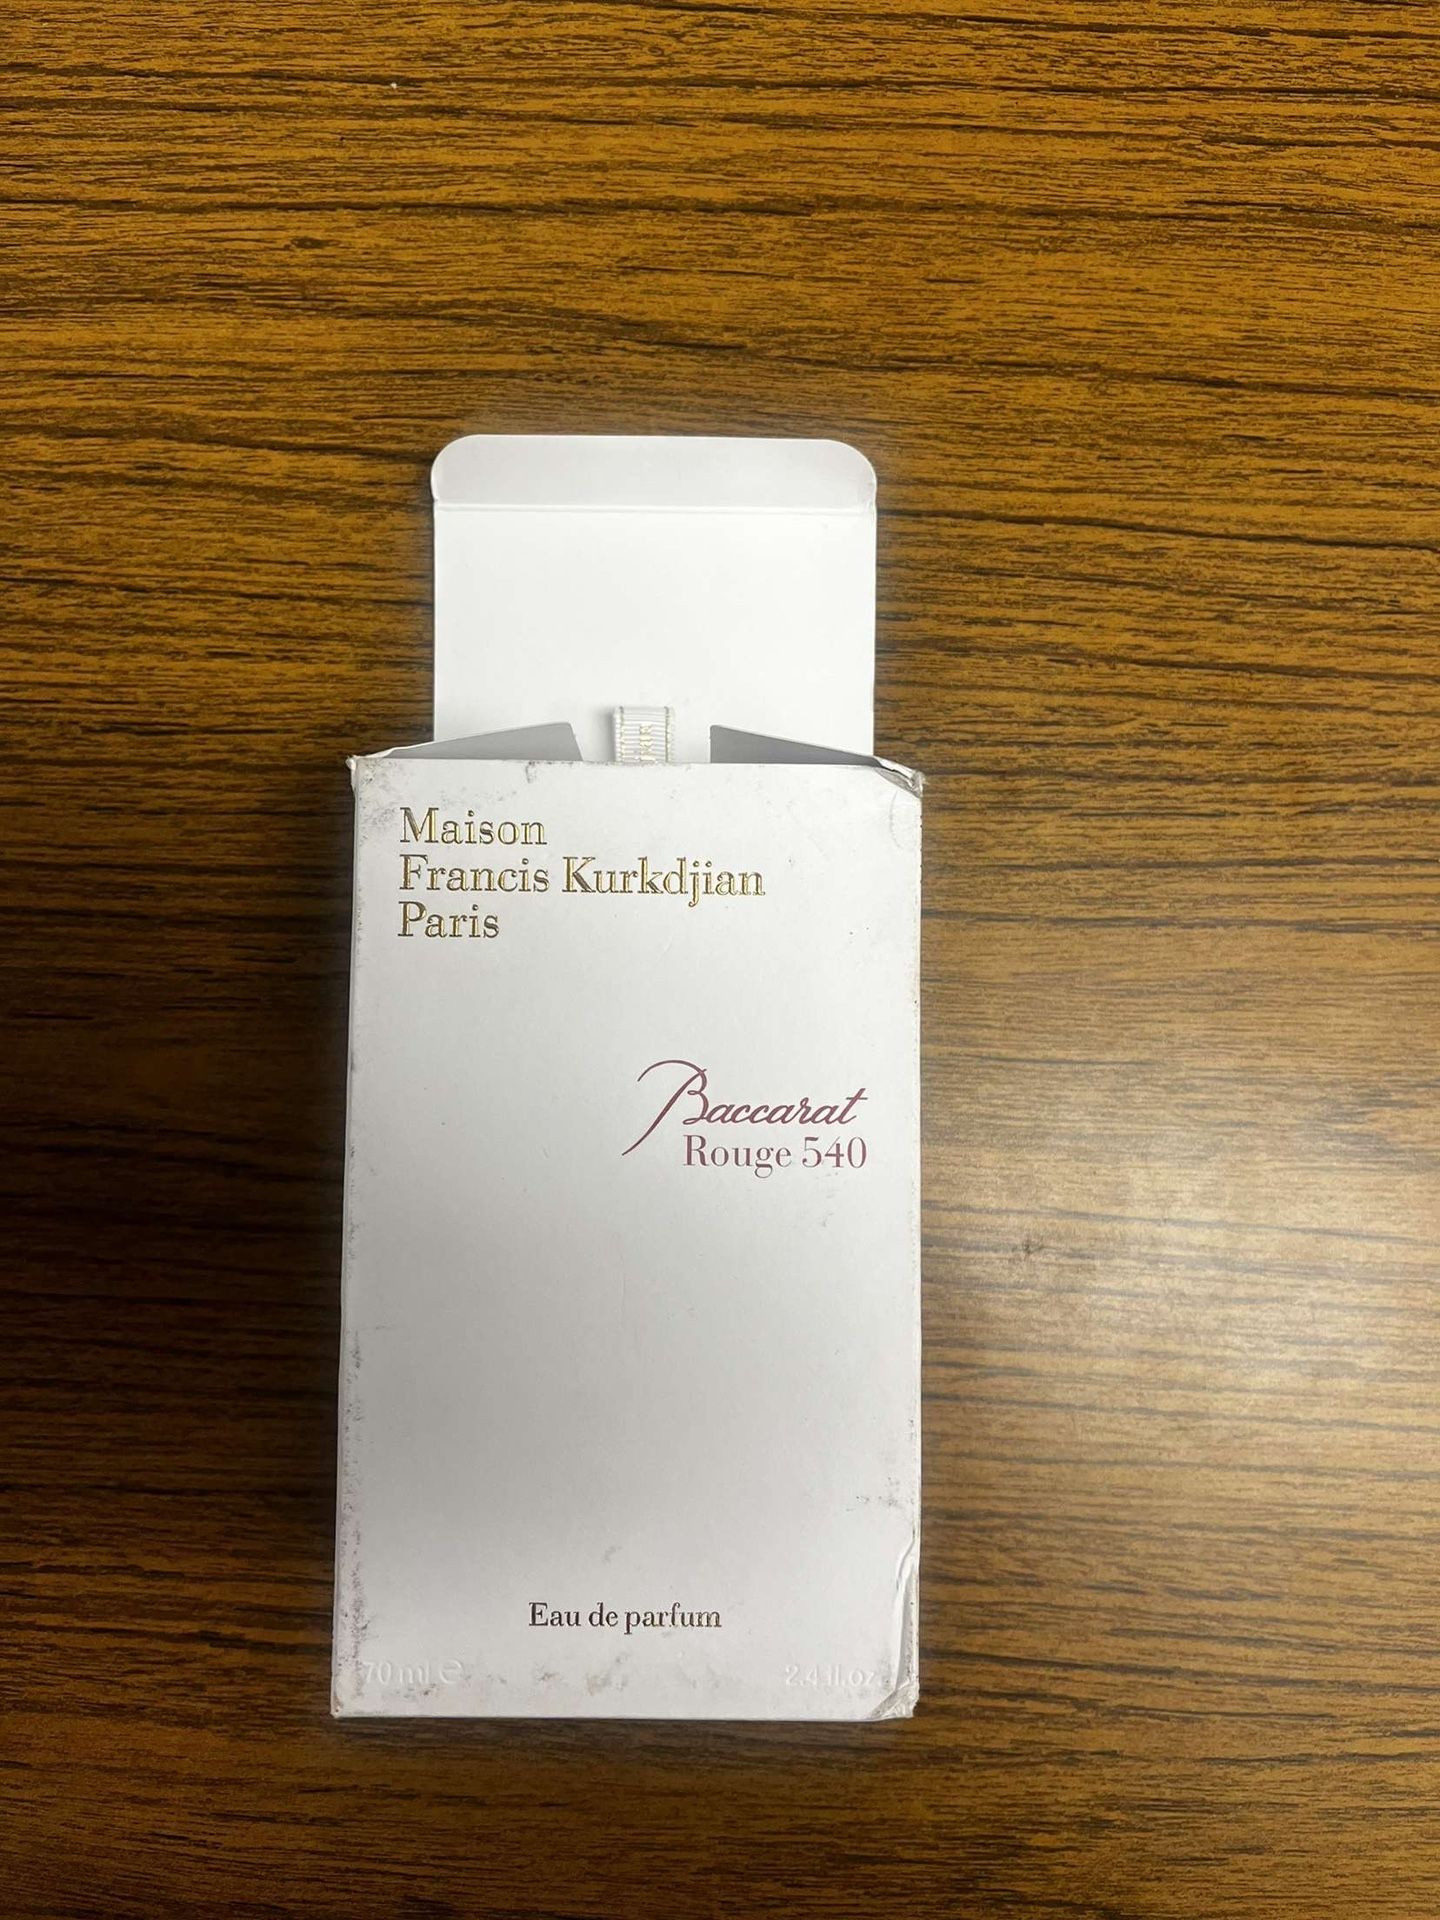 Maison
Francis Kurkdjian
Paris
Baccarat
Rouge 540
Eau de parfum
70 ml ℮ 2.4 fl.oz.